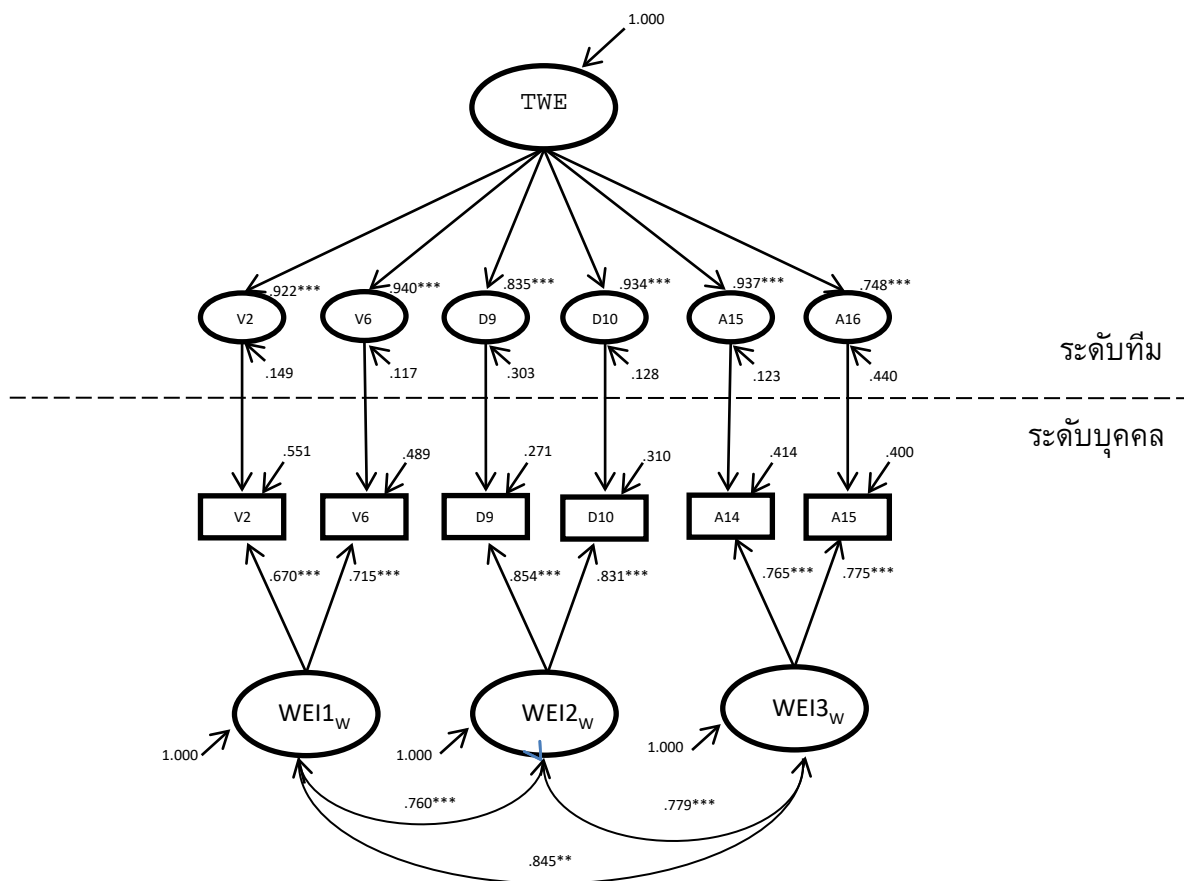 1.000
TWE
.922***
.940***
.835***
.934***
.937***
.748***
V2
V6
D9
D10
A15
A16
.149
.117
.303
.128
.123
.440
ระดับทีม
ระดับบุคคล
.551
.489
.271
.310
.414
.400
V2
V6
D9
D10
A14
A15
.670***
.715***
.854***
.831***
.765***
.775***
WEI1W
WEI2W
WEI3W
1.000
1.000
1.000
.760***
.779***
.845**